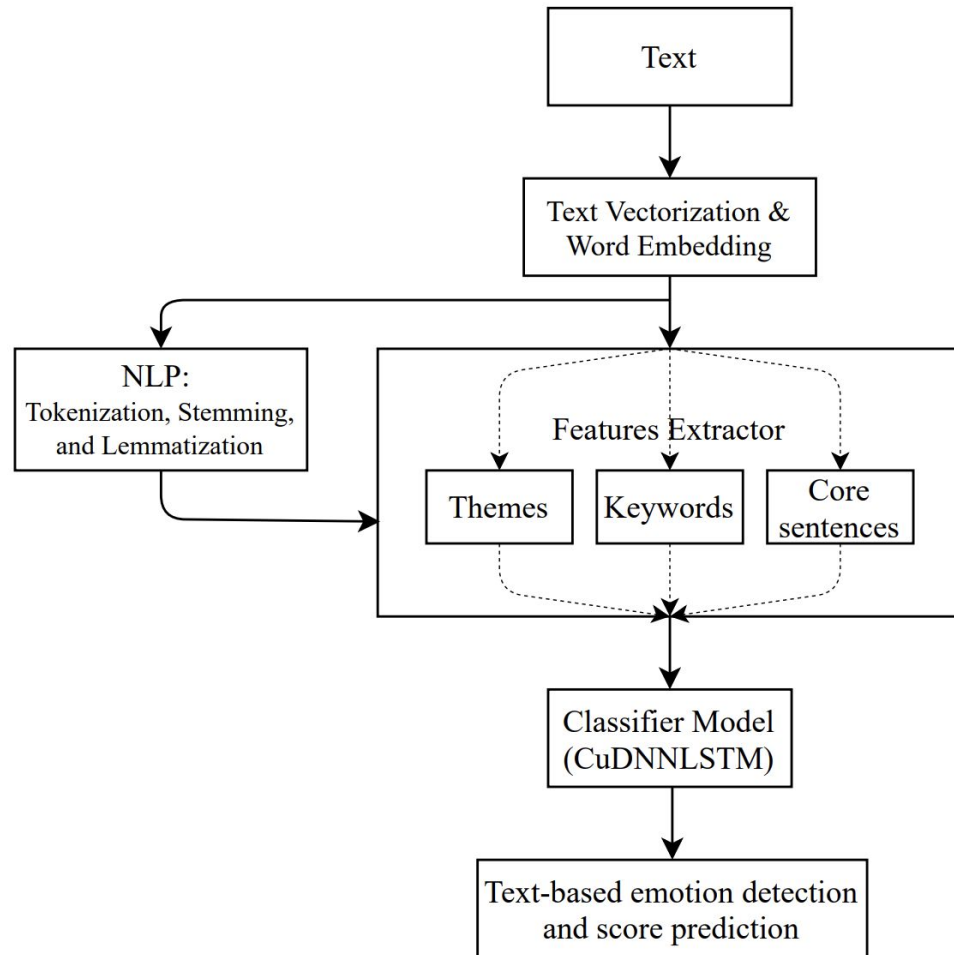 Text
Text Vectorization &
Word Embedding
NLP:
Tokenization, Stemming,
and Lemmatization
Features Extractor
Themes
Keywords
Core
sentences
Classifier Model
(CuDNNLSTM)
Text-based emotion detection
and score prediction